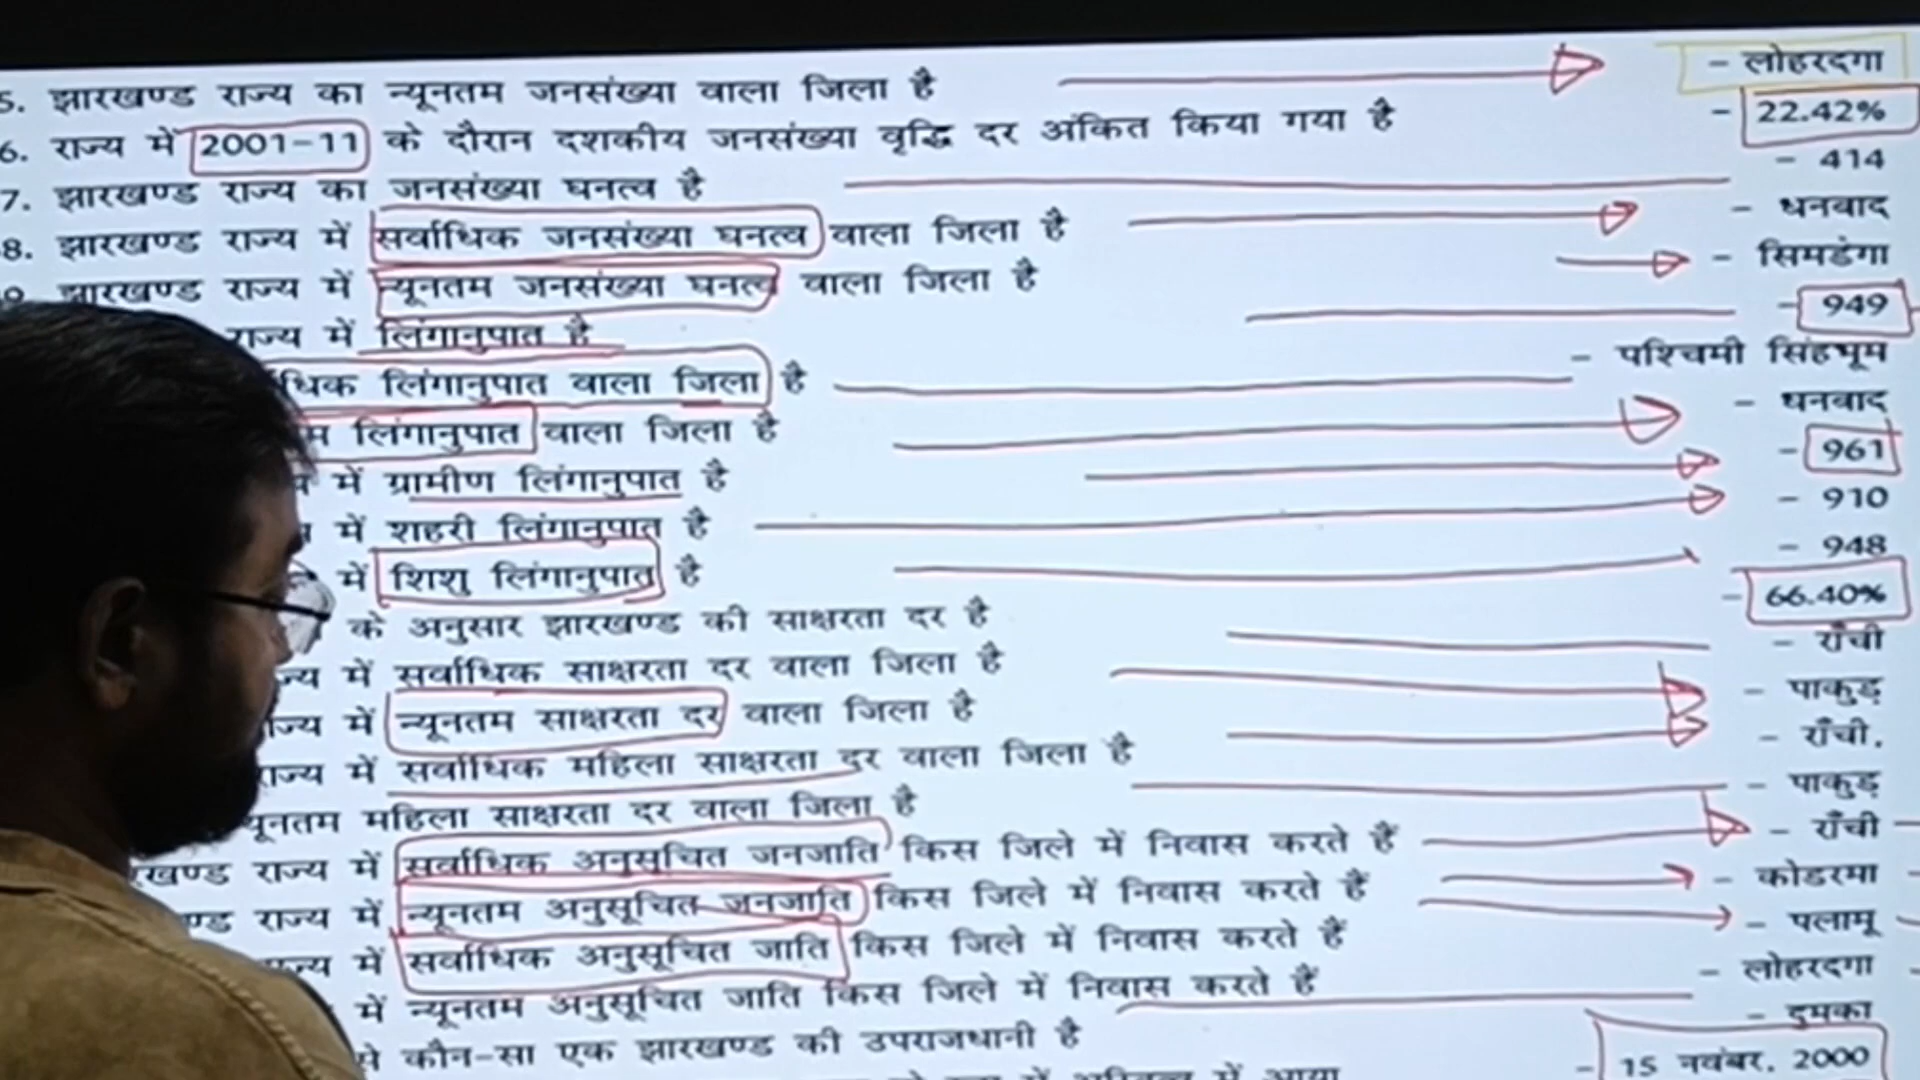 5. झारखण्ड राज्य का न्यूनतम जनसंख्या वाला जिला है - लोहरदगा
6. राज्य में 2001-11 के दौरान दशकीय जनसंख्या वृद्धि दर अंकित किया गया है - 22.42%
7. झारखण्ड राज्य का जनसंख्या घनत्व है - 414
8. झारखण्ड राज्य में सर्वाधिक जनसंख्या घनत्व वाला जिला है - धनबाद
झारखण्ड राज्य में न्यूनतम जनसंख्या घनत्व वाला जिला है - सिमडेगा
राज्य में लिंगानुपात है - 949
धिक लिंगानुपात वाला जिला है - पश्चिमी सिंहभूम
म लिंगानुपात वाला जिला है - धनबाद
में ग्रामीण लिंगानुपात है - 961
में शहरी लिंगानुपात है - 910
में शिशु लिंगानुपात है - 948
के अनुसार झारखण्ड की साक्षरता दर है - 66.40%
ज्य में सर्वाधिक साक्षरता दर वाला जिला है - राँची
ाज्य में न्यूनतम साक्षरता दर वाला जिला है - पाकुड़
राज्य में सर्वाधिक महिला साक्षरता दर वाला जिला है - राँची.
यूनतम महिला साक्षरता दर वाला जिला है - पाकुड़
रखण्ड राज्य में सर्वाधिक अनुसूचित जनजाति किस जिले में निवास करते हैं - राँची
ण्ड राज्य में न्यूनतम अनुसूचित जनजाति किस जिले में निवास करते हैं - कोडरमा
ज्य में सर्वाधिक अनुसूचित जाति किस जिले में निवास करते हैं - पलामू
में न्यूनतम अनुसूचित जाति किस जिले में निवास करते हैं - लोहरदगा
से कौन-सा एक झारखण्ड की उपराजधानी है - दुमका
में अस्तित्व में आया - 15 नवंबर, 2000